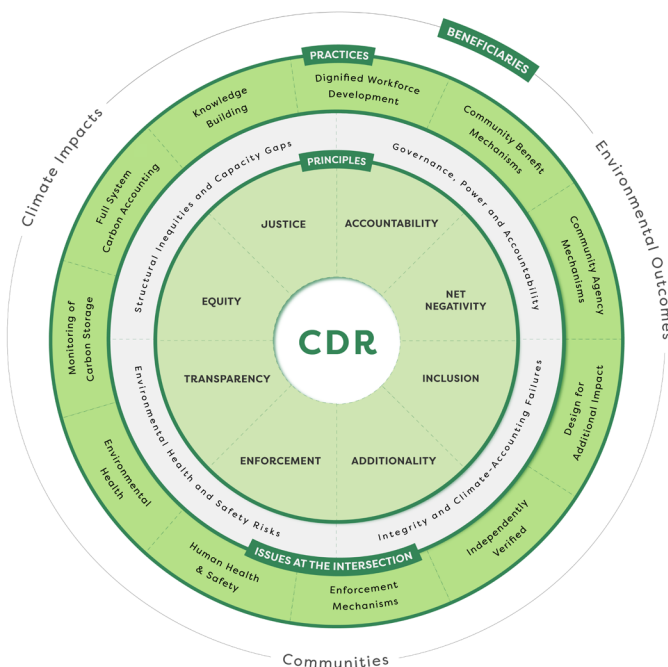 BENEFICIARIES
Climate Impacts
Environmental Outcomes
Communities
PRACTICES
Dignified Workforce
Development
Community Benefit
Mechanisms
Community Agency
Mechanisms
Design for
Additional Impact
Independently
Verified
Enforcement
Mechanisms
Human Health
& Safety
Environmental
Health
Monitoring of
Carbon Storage
Full System
Carbon Accounting
Knowledge
Building
ISSUES AT THE INTERSECTION
Structural Inequities and Capacity Gaps
Governance, Power and Accountability
Integrity and Climate-Accounting Failures
Environmental Health and Safety Risks
PRINCIPLES
JUSTICE
ACCOUNTABILITY
EQUITY
NET
NEGATIVITY
TRANSPARENCY
INCLUSION
ENFORCEMENT
ADDITIONALITY
CDR